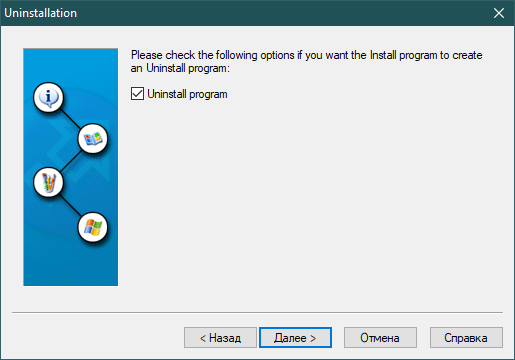 Uninstallation
Please check the following options if you want the Install program to create
an Uninstall program:
Uninstall program
< Назад
Далее >
Отмена
Справка